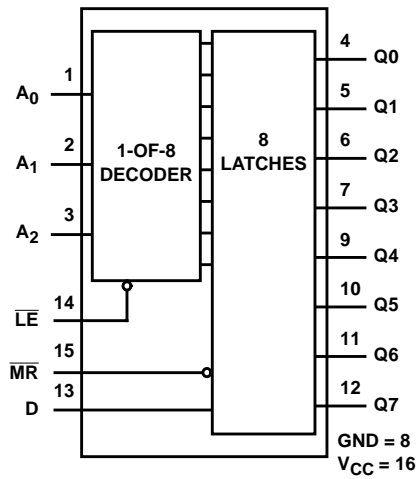 1
A0
2
A1
3
A2
14
LE
15
MR
13
D
1-OF-8
DECODER
8
LATCHES
4
Q0
5
Q1
6
Q2
7
Q3
9
Q4
10
Q5
11
Q6
12
Q7
GND = 8
VCC = 16